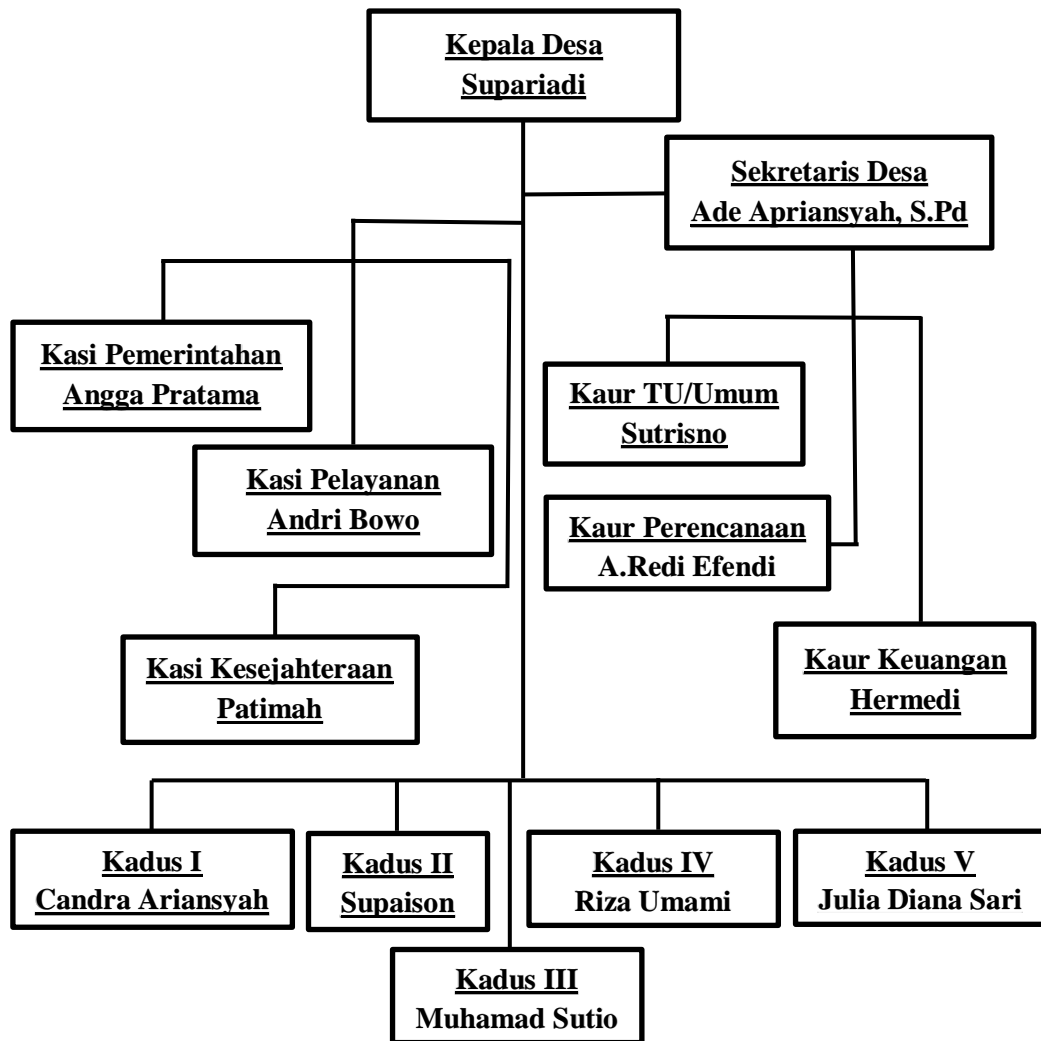 Kepala Desa
Supariadi
Sekretaris Desa
Ade Apriansyah, S.Pd
Kasi Pemerintahan
Angga Pratama
Kaur TU/Umum
Sutrisno
Kasi Pelayanan
Andri Bowo
Kaur Perencanaan
A.Redi Efendi
Kasi Kesejahteraan
Patimah
Kaur Keuangan
Hermedi
Kadus I
Candra Ariansyah
Kadus II
Supaison
Kadus IV
Riza Umami
Kadus V
Julia Diana Sari
Kadus III
Muhamad Sutio